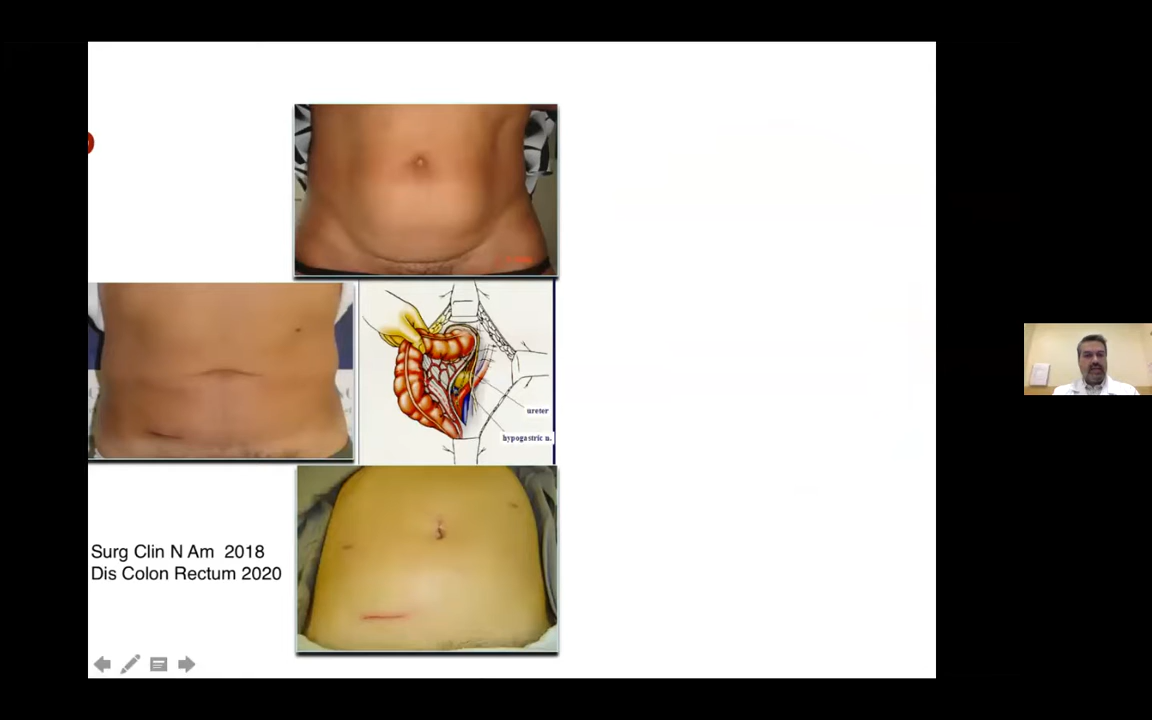 ureter
hypogastric n.
Surg Clin N Am 2018
Dis Colon Rectum 2020